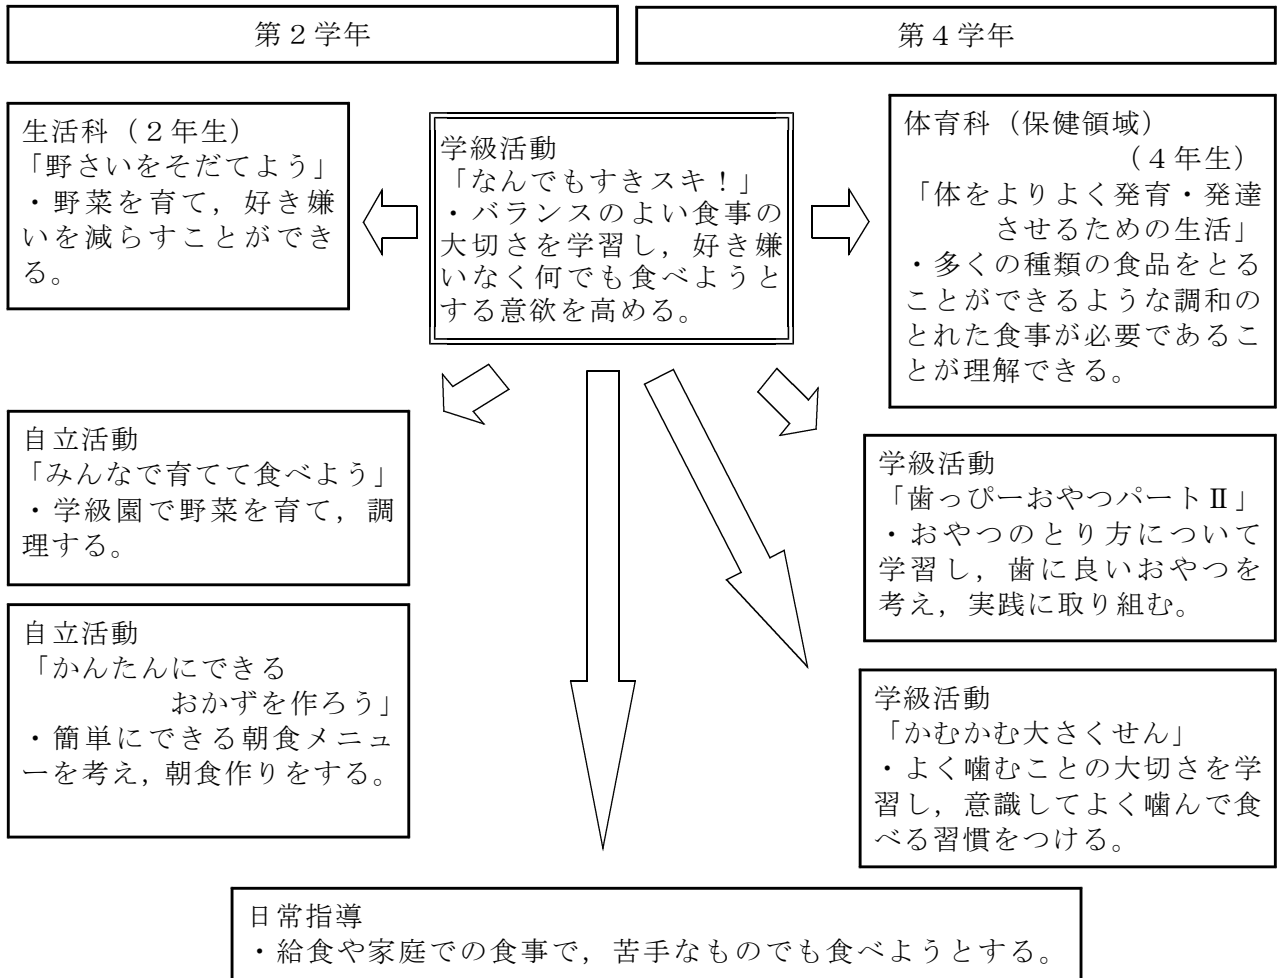 第２学年
第４学年
生活科（２年生）
「野さいをそだてよう」
・野菜を育て，好き嫌
いを減らすことができ
る。
学級活動
「なんでもすきスキ！」
・バランスのよい食事の
大切さを学習し，好き嫌
いなく何でも食べようと
する意欲を高める。
体育科（保健領域）
（４年生）
「体をよりよく発育・発達
させるための生活」
・多くの種類の食品をとる
ことができるような調和の
とれた食事が必要であるこ
とが理解できる。
自立活動
「みんなで育てて食べよう」
・学級園で野菜を育て，調
理する。
学級活動
「歯っぴーおやつパートⅡ」
・おやつのとり方について
学習し，歯に良いおやつを
考え，実践に取り組む。
自立活動
「かんたんにできる
おかずを作ろう」
・簡単にできる朝食メニュ
ーを考え，朝食作りをする。
学級活動
「かむかむ大さくせん」
・よく噛むことの大切さを学
習し，意識してよく噛んで食
べる習慣をつける。
日常指導
・給食や家庭での食事で，苦手なものでも食べようとする。